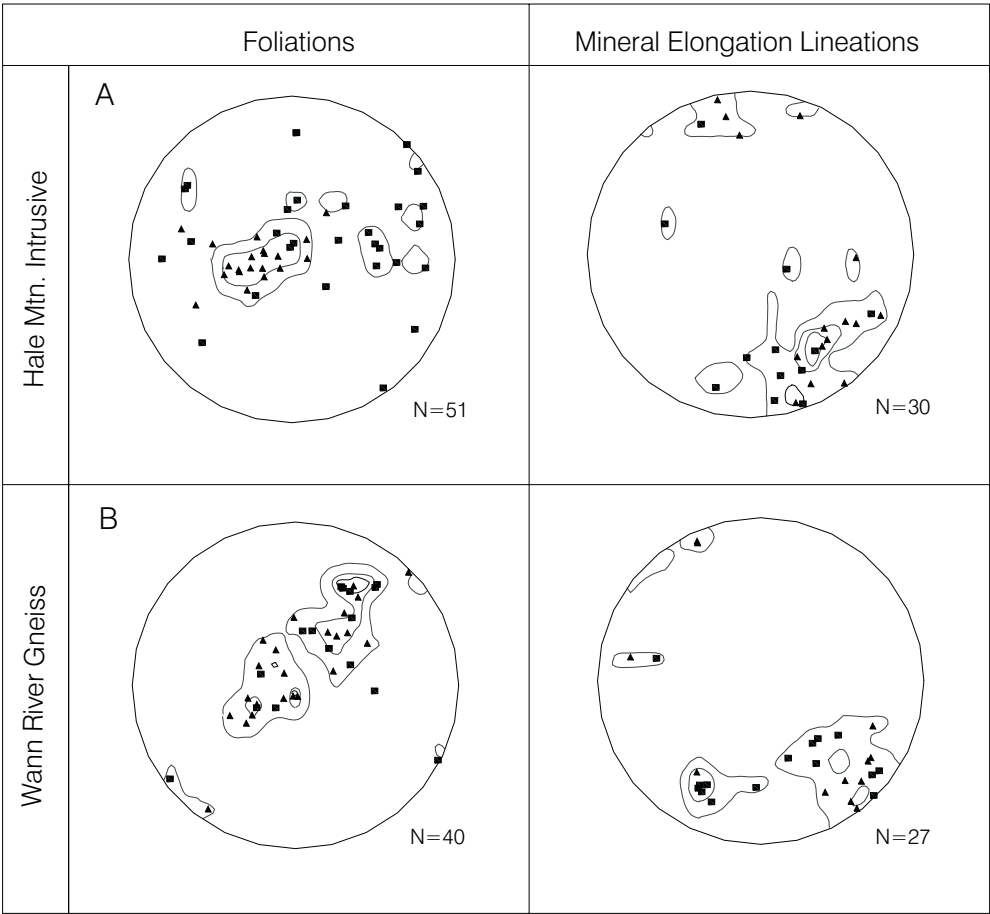 Foliations
Mineral Elongation Lineations
Hale Mtn. Intrusive
A
N=51
N=30
Wann River Gneiss
B
N=40
N=27